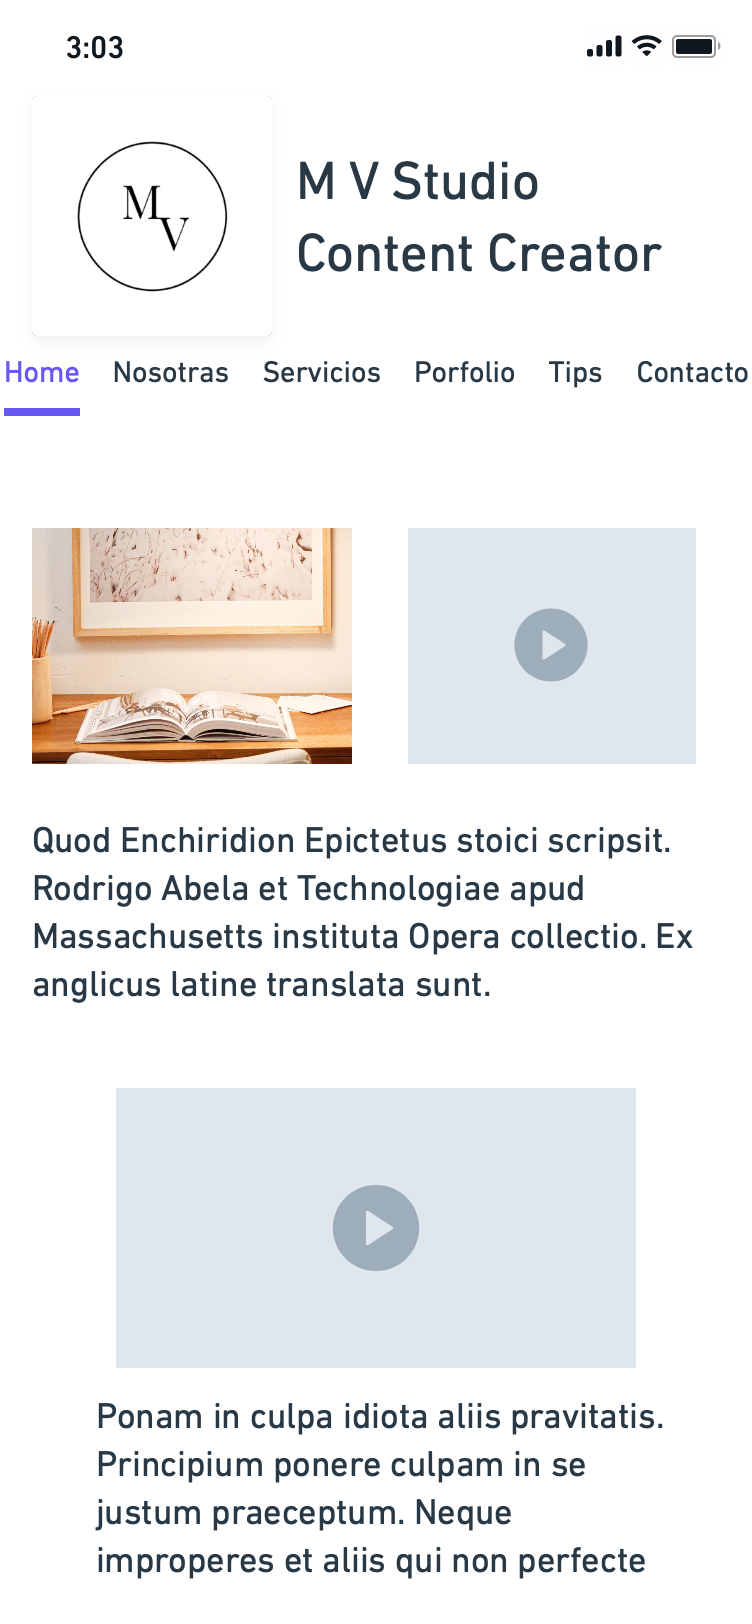 3:03
M
V
M V Studio
Content Creator
Home Nosotras Servicios Porfolio Tips Contacto
Quod Enchiridion Epictetus stoici scripsit.
Rodrigo Abela et Technologiae apud
Massachusetts instituta Opera collectio. Ex
anglicus latine translata sunt.
Ponam in culpa idiota aliis pravitatis.
Principium ponere culpam in se
justum praeceptum. Neque
improperes et aliis qui non perfecte